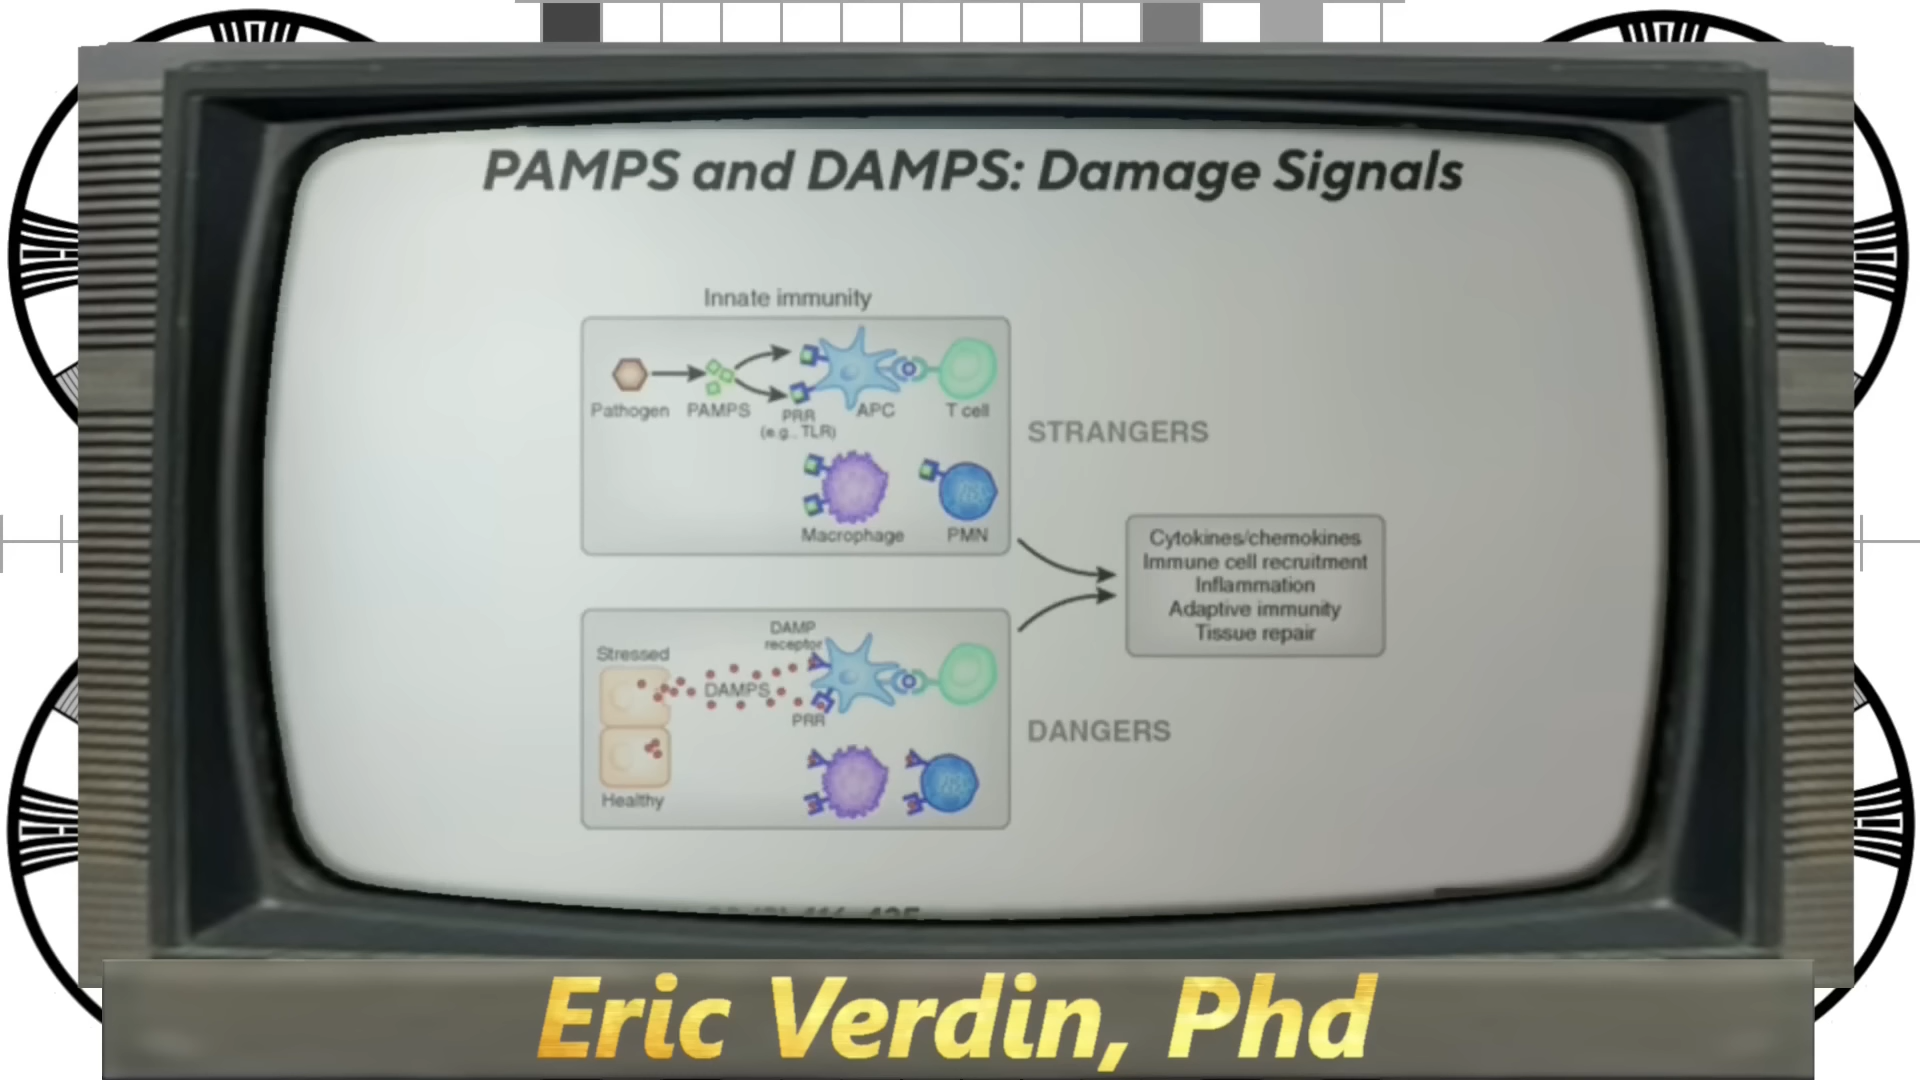 PAMPS and DAMPS: Damage Signals
Innate immunity
Pathogen
PAMPS
PRR
(e.g., TLR)
APC
T cell
STRANGERS
Macrophage
PMN
Cytokines/chemokines
Immune cell recruitment
Inflammation
Adaptive immunity
Tissue repair
DAMP
receptor
Stressed
DAMPS
PRR
DANGERS
Healthy
Eric Verdin, Phd